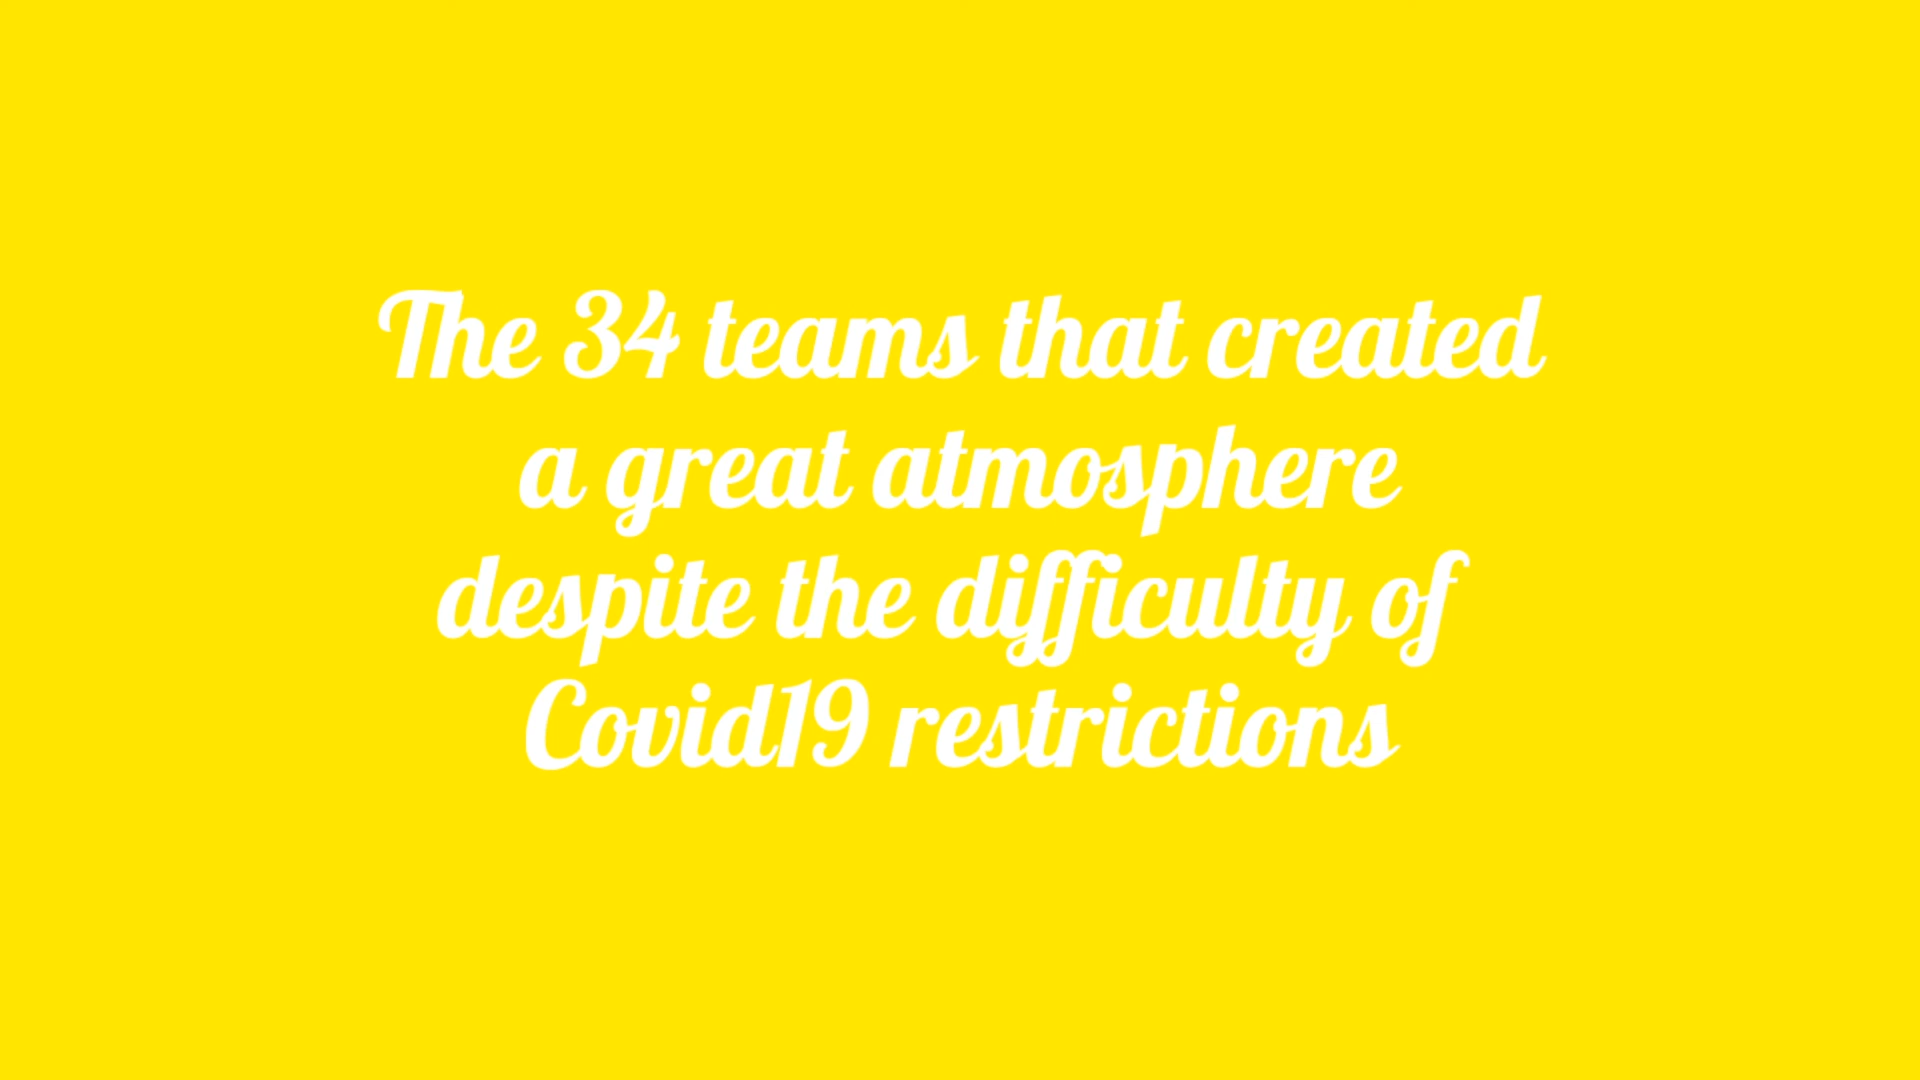 The 34 teams that created
a great atmosphere
despite the difficulty of
Covid19 restrictions